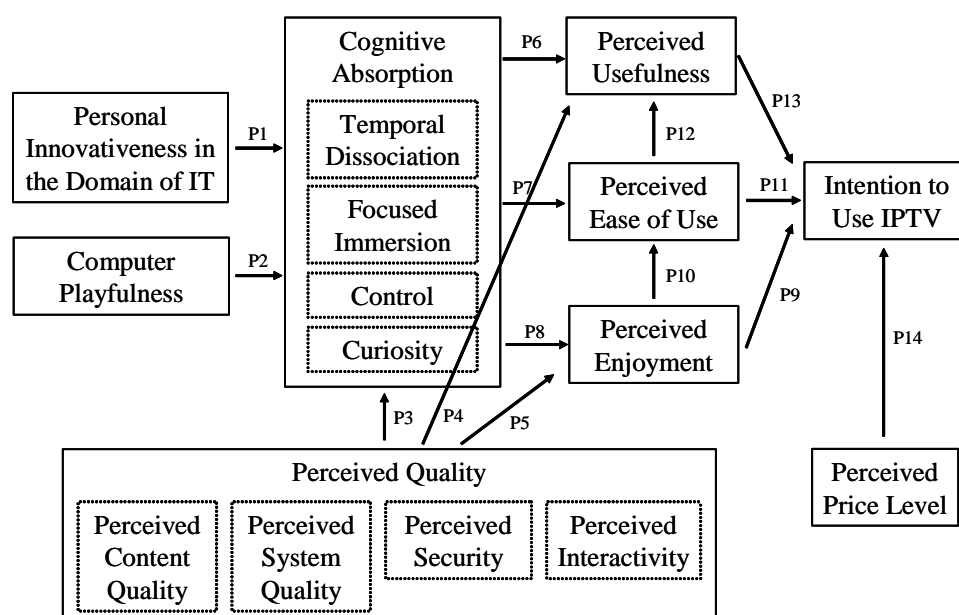 Cognitive
Absorption
Temporal
Dissociation
Focused
Immersion
Control
Curiosity
Personal
Innovativeness in
the Domain of IT
Computer
Playfulness
P1
P2
P6
P7
P8
P3
P4
P5
Perceived
Usefulness
P12
Perceived
Ease of Use
P10
Perceived
Enjoyment
P13
P11
P9
Intention to
Use IPTV
P14
Perceived
Price Level
Perceived Quality
Perceived
Content
Quality
Perceived
System
Quality
Perceived
Security
Perceived
Interactivity